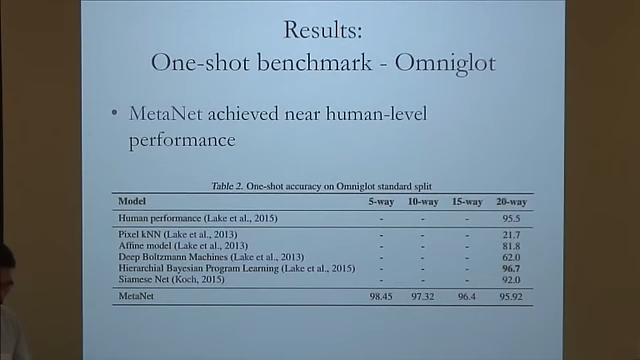 Results:
One-shot benchmark - Omniglot
• MetaNet achieved near human-level
performance
Table 2. One-shot accuracy on Omniglot standard split
Model 5-way 10-way 15-way 20-way
Human performance (Lake et al., 2015) - - - 95.5
Pixel kNN (Lake et al., 2013) - - - 21.7
Affine model (Lake et al., 2013) - - - 81.8
Deep Boltzmann Machines (Lake et al., 2013) - - - 62.0
Hierarchical Bayesian Program Learning (Lake et al., 2015) - - - 96.7
Siamese Net (Koch, 2015) - - - 92.0
MetaNet 98.45 97.32 96.4 95.92